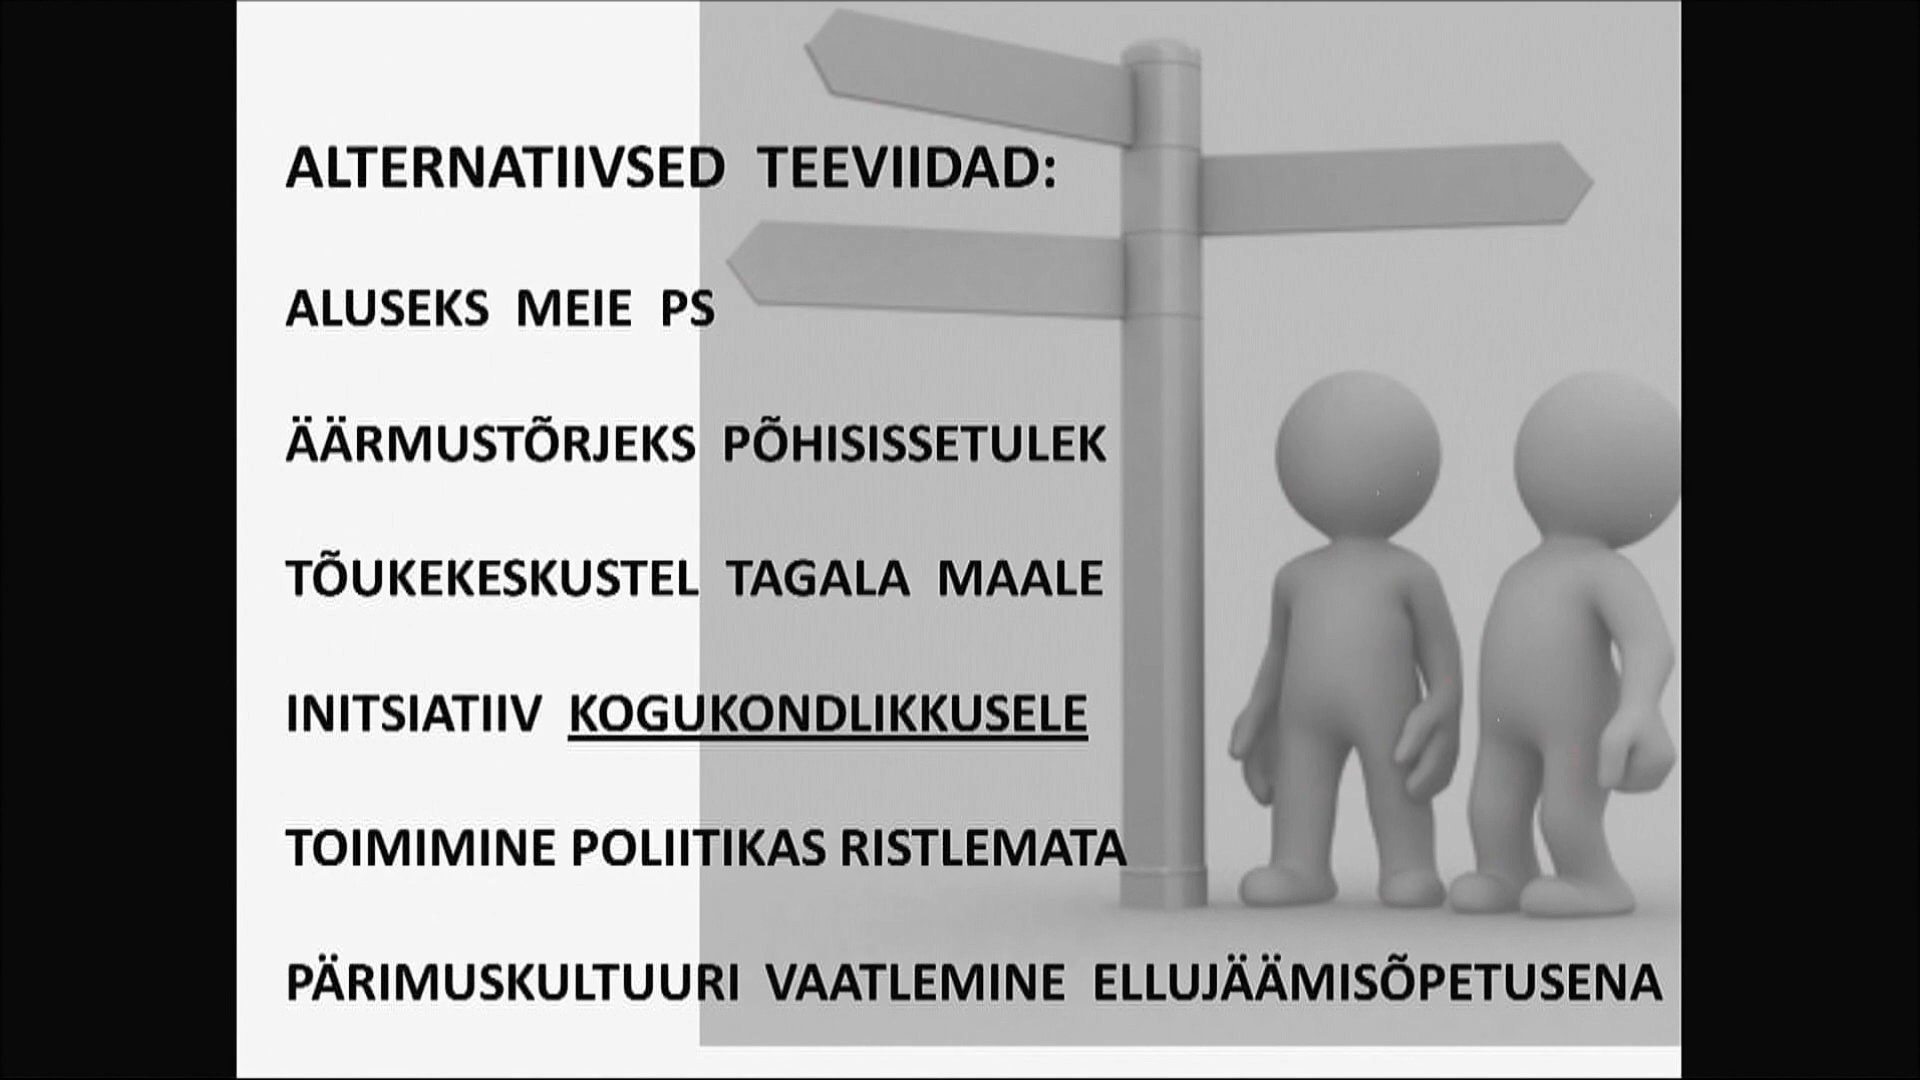 ALTERNATIIVSED TEEVIIDAD:
ALUSEKS MEIE PS
ÄÄRMUSTÕRJEKS PÕHISISSETULEK
TÕUKEKESKUSTEL TAGALA MAALE
INITSIATIIV KOGUKONDLIKKUSELE
TOIMIMINE POLIITIKAS RISTLEMATA
PÄRIMUSKULTUURI VAATLEMINE ELLUJÄÄMISÕPETUSENA